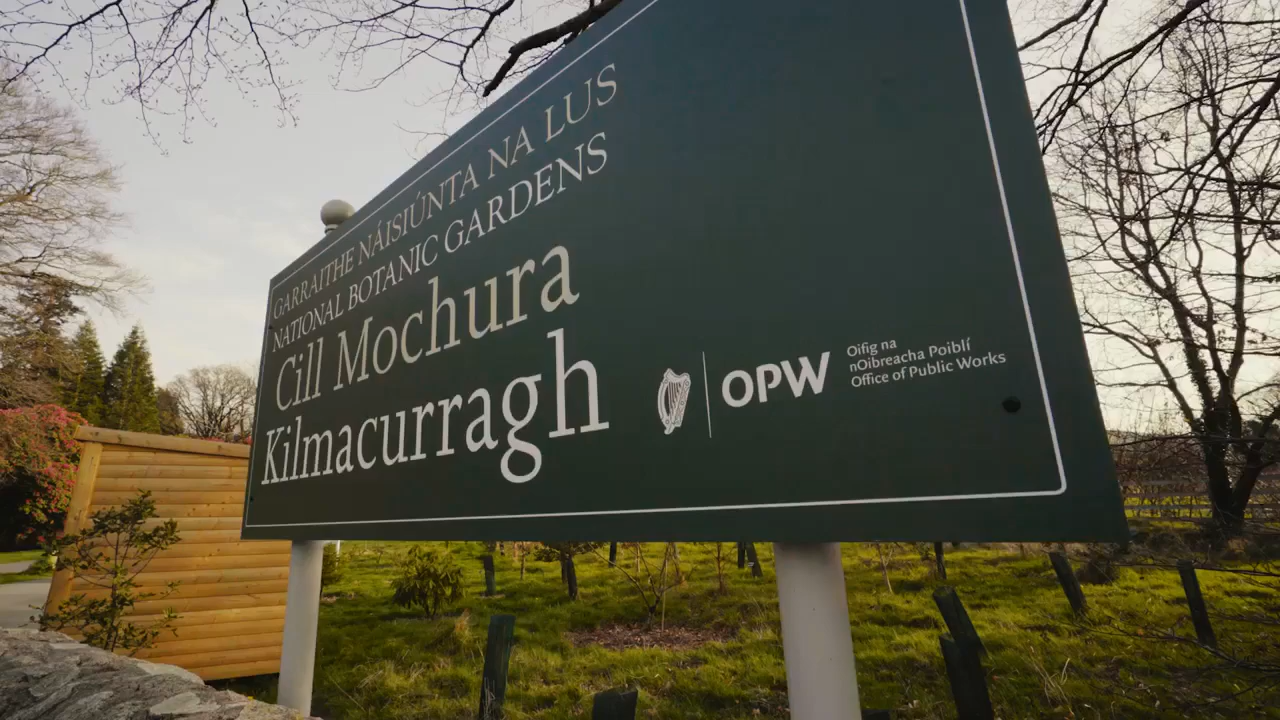 GARRAITHE NÁISIÚNTA NA LUS
NATIONAL BOTANIC GARDENS
Cill Mochura
Kilmacurragh
OPW
Oifig na
nOibreacha Poiblí
Office of Public Works